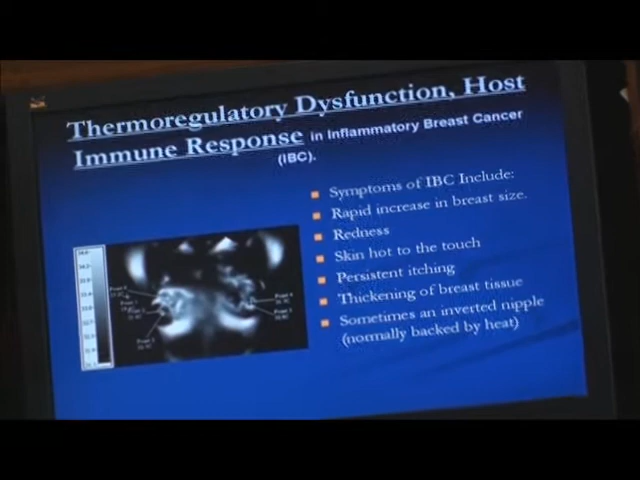 Thermoregulatory Dysfunction, Host
Immune Response in Inflammatory Breast Cancer
(IBC).
Symptoms of IBC Include:
Rapid increase in breast size.
Redness
Skin hot to the touch
Persistent itching
Thickening of breast tissue
Sometimes an inverted nipple
(normally backed by heat)